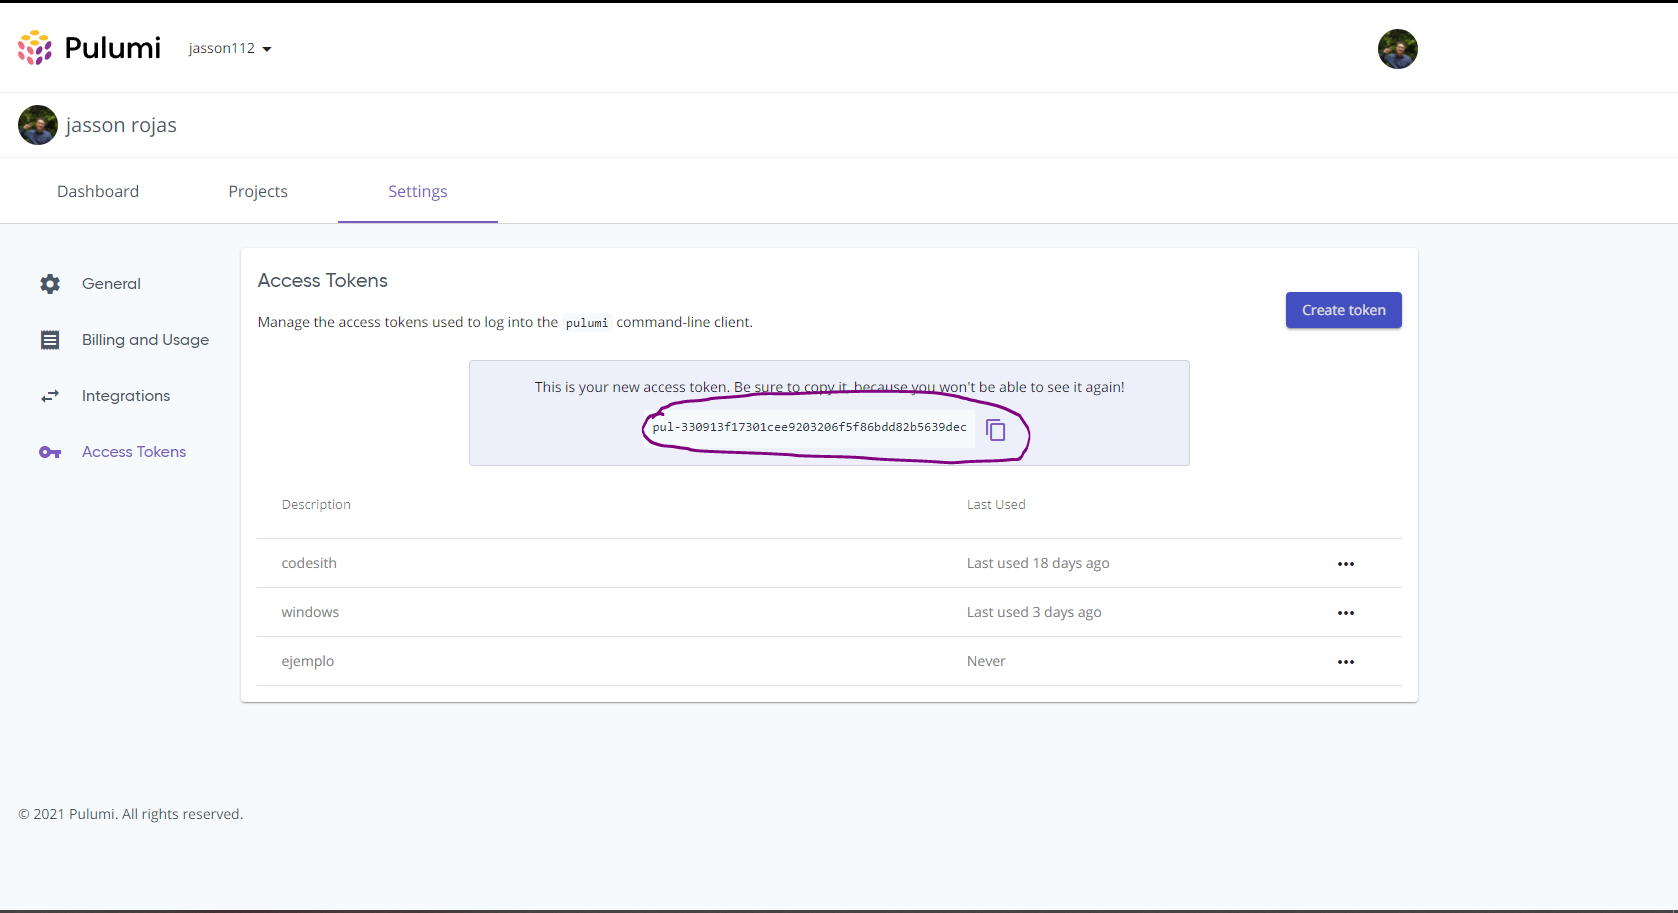 Pulumi jasson112
jasson rojas
Dashboard Projects Settings
General
Billing and Usage
Integrations
Access Tokens
Access Tokens
Manage the access tokens used to log into the pulumi command-line client.
Create token
This is your new access token. Be sure to copy it, because you won't be able to see it again!
pul-330913f17301cee9203206f5f86bdd82b5639dec
Description Last Used
codesith Last used 18 days ago
windows Last used 3 days ago
ejemplo Never
© 2021 Pulumi. All rights reserved.